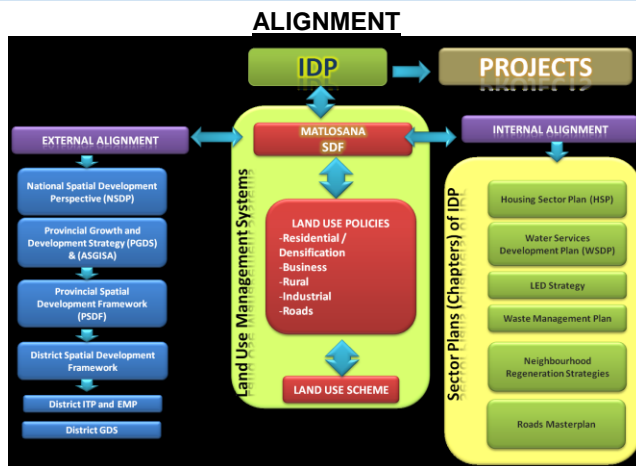 ALIGNMENT
IDP
PROJECTS
EXTERNAL ALIGNMENT
MATLOSANA
SDF
INTERNAL ALIGNMENT
National Spatial Development
Perspective (NSDP)
Provincial Growth and
Development Strategy (PGDS)
& (ASGISA)
Provincial Spatial
Development Framework
(PSDF)
District Spatial Development
Framework
District ITP and EMP
District GDS
Land Use Management Systems
LAND USE POLICIES
-Residential /
Densification
-Business
-Rural
-Industrial
-Roads
LAND USE SCHEME
Sector Plans (Chapters) of IDP
Housing Sector Plan (HSP)
Water Services
Development Plan (WSDP)
LED Strategy
Waste Management Plan
Neighbourhood
Regeneration Strategies
Roads Masterplan